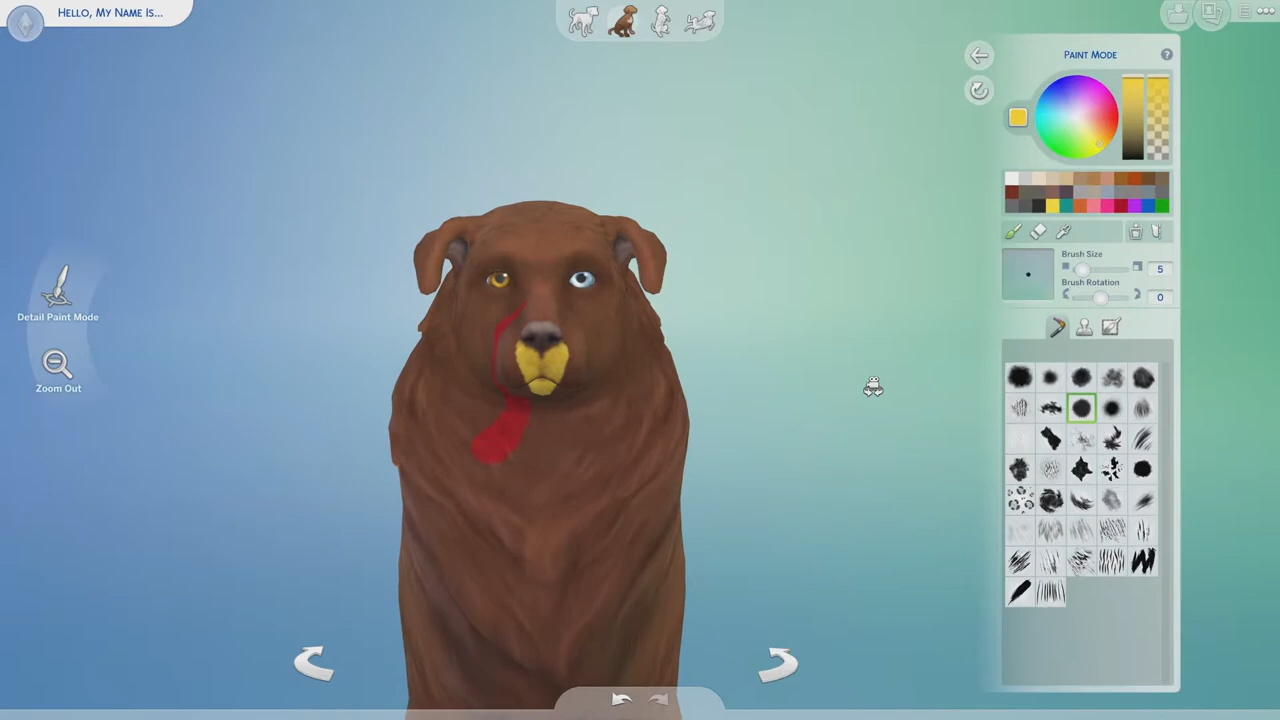 Hello, My Name Is...
Paint Mode
?
Brush Size
5
Brush Rotation
0
Detail Paint Mode
Zoom Out